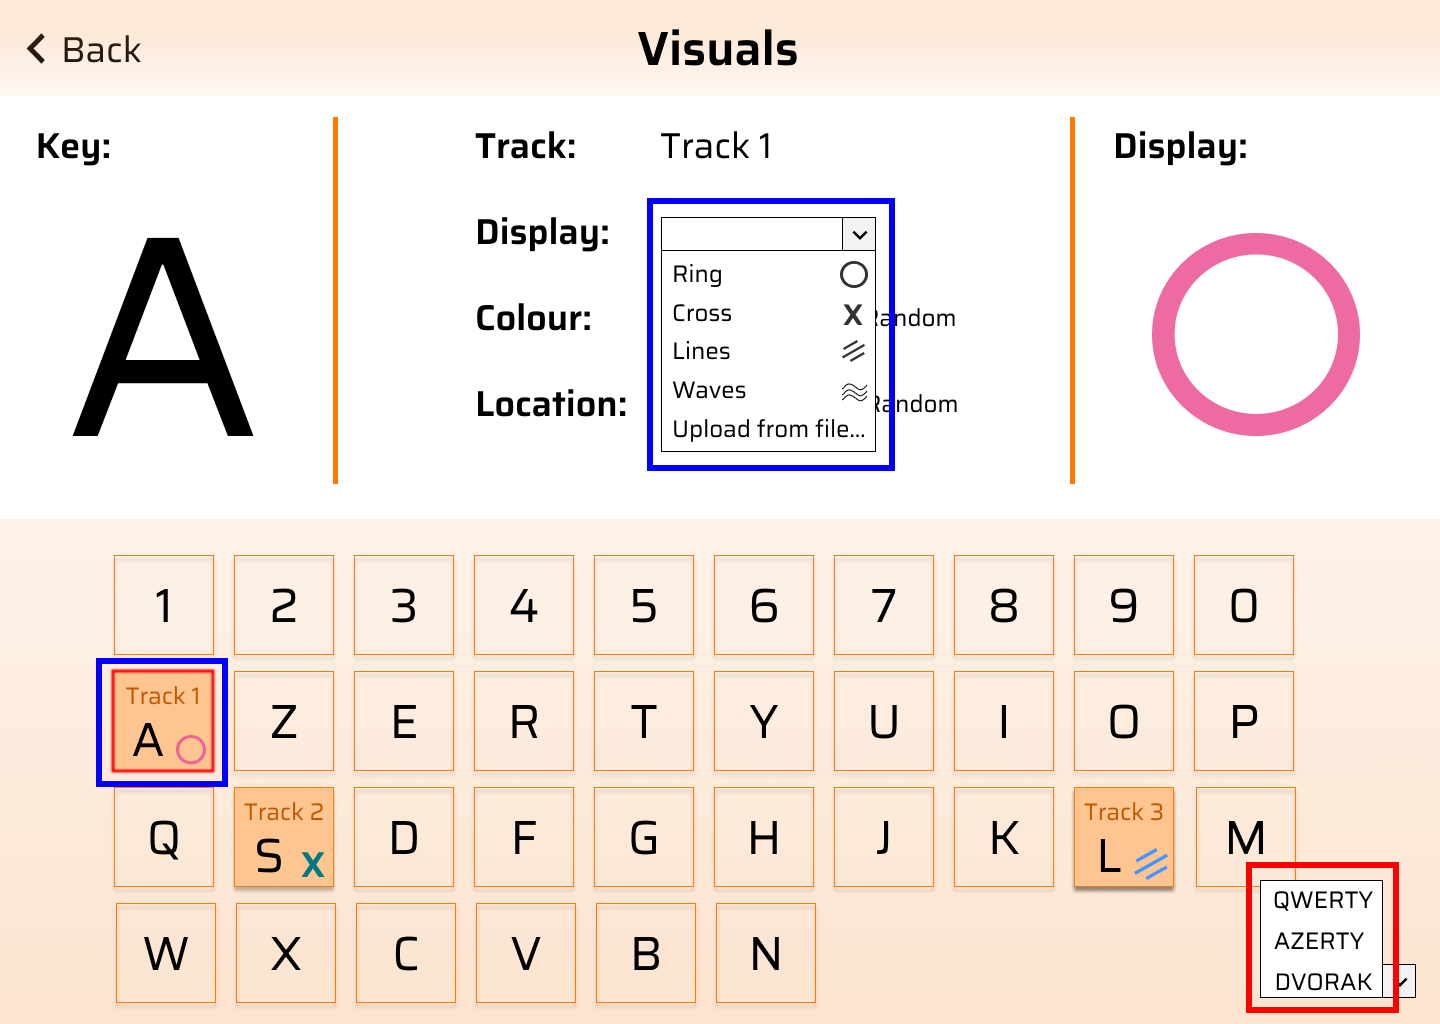 Back
Visuals
Key:
A
Track: Track 1
Display:
Ring
Cross
Lines
Waves
Upload from file...
Colour:
Random
Location:
Random
Display:
1 2 3 4 5 6 7 8 9 0
Track 1
A Z E R T Y U I O P
Track 2 Track 3
Q S X D F G H J K L M
W X C V B N
QWERTY
AZERTY
DVORAK